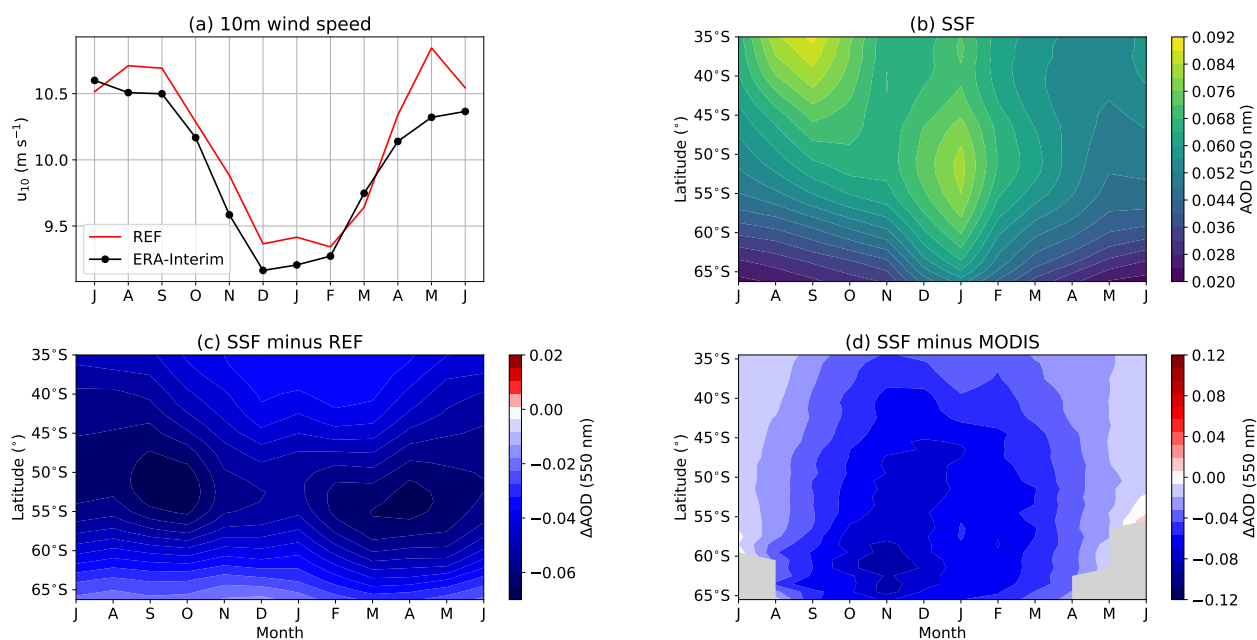 (a) 10m wind speed
10.5
10.0
9.5
u10 (m s−1)
REF
ERA-Interim
J A S O N D J F M A M J
(b) SSF
35°S
40°S
45°S
50°S
55°S
60°S
65°S
Latitude (°)
J A S O N D J F M A M J
0.092
0.084
0.076
0.068
0.060
0.052
0.044
0.036
0.028
0.020
AOD (550 nm)
(c) SSF minus REF
35°S
40°S
45°S
50°S
55°S
60°S
65°S
Latitude (°)
J A S O N D J F M A M J
Month
0.02
0.00
−0.02
−0.04
−0.06
ΔAOD (550 nm)
(d) SSF minus MODIS
35°S
40°S
45°S
50°S
55°S
60°S
65°S
Latitude (°)
J A S O N D J F M A M J
Month
0.12
0.08
0.04
0.00
−0.04
−0.08
−0.12
ΔAOD (550 nm)